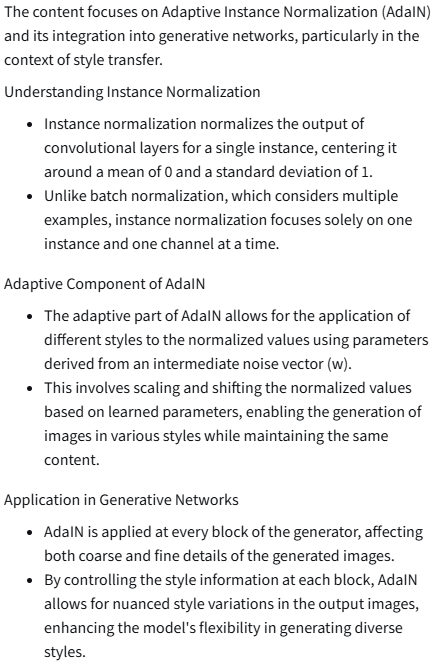 The content focuses on Adaptive Instance Normalization (AdaIN)
and its integration into generative networks, particularly in the
context of style transfer.
Understanding Instance Normalization
• Instance normalization normalizes the output of
convolutional layers for a single instance, centering it
around a mean of 0 and a standard deviation of 1.
• Unlike batch normalization, which considers multiple
examples, instance normalization focuses solely on one
instance and one channel at a time.
Adaptive Component of AdaIN
• The adaptive part of AdaIN allows for the application of
different styles to the normalized values using parameters
derived from an intermediate noise vector (w).
• This involves scaling and shifting the normalized values
based on learned parameters, enabling the generation of
images in various styles while maintaining the same
content.
Application in Generative Networks
• AdaIN is applied at every block of the generator, affecting
both coarse and fine details of the generated images.
• By controlling the style information at each block, AdaIN
allows for nuanced style variations in the output images,
enhancing the model's flexibility in generating diverse
styles.